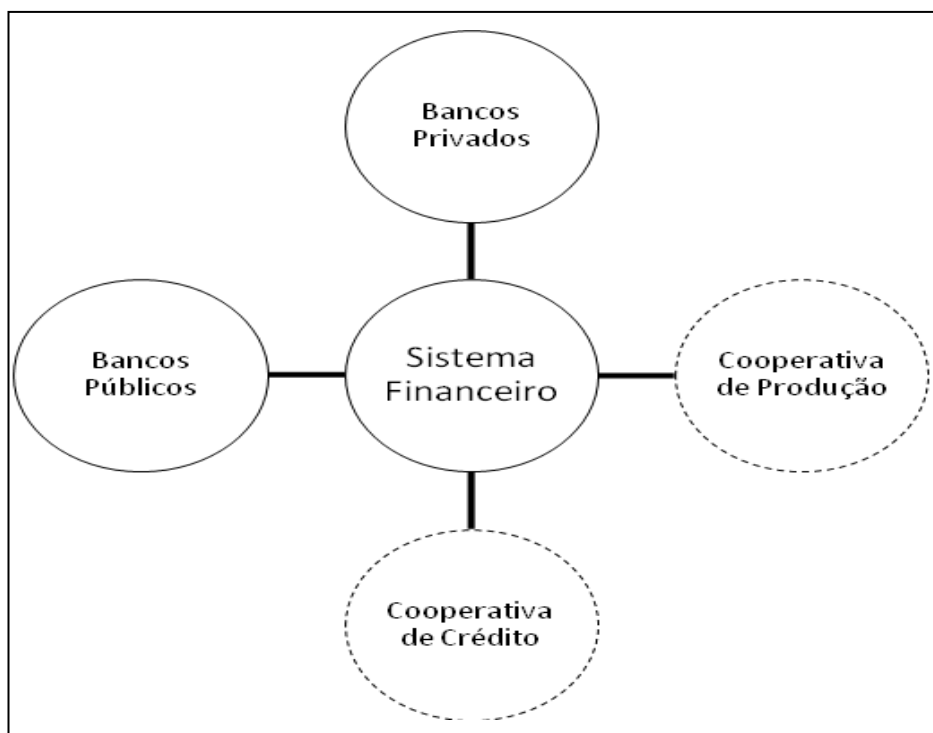 Bancos
Privados
Bancos
Públicos
Sistema
Financeiro
Cooperativa
de Produção
Cooperativa
de Crédito